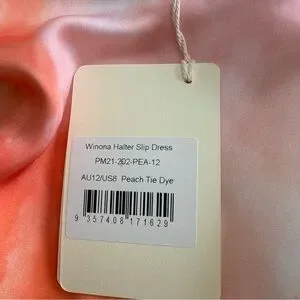 Winona Halter Slip Dress
PM21-202-PEA-12
AU12/US8 Peach Tie Dye
9 357408 171629